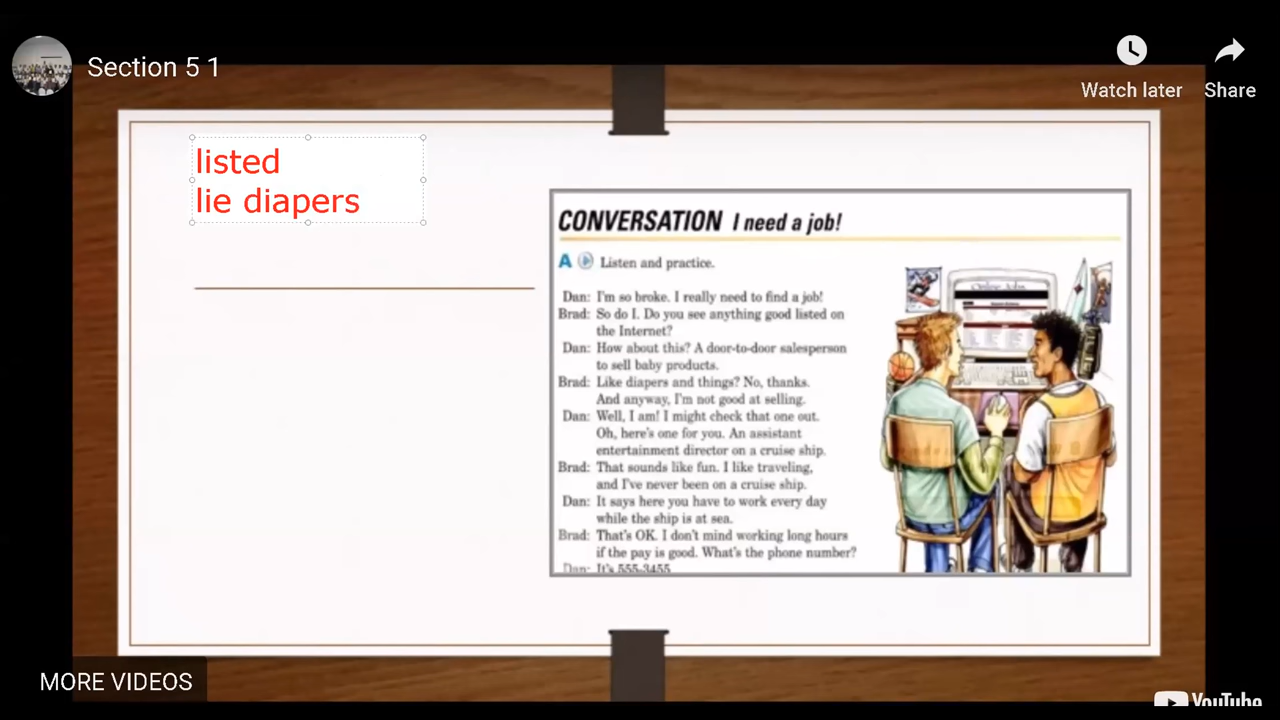 Section 5 1
Watch later
Share
listed
lie diapers
CONVERSATION I need a job!
A Listen and practice.
Dan: I'm so broke. I really need to find a job!
Brad: So do I. Do you see anything good listed on
the Internet?
Dan: How about this? A door-to-door salesperson
to sell baby products.
Brad: Like diapers and things? No, thanks.
And anyway, I'm not good at selling.
Dan: Well, I am! I might check that one out.
Oh, here's one for you. An assistant
entertainment director on a cruise ship.
Brad: That sounds like fun. I like traveling,
and I've never been on a cruise ship.
Dan: It says here you have to work every day
while the ship is at sea.
Brad: That's OK. I don't mind working long hours
if the pay is good. What's the phone number?
Dan: It's 555-3455
Online Jobs
MORE VIDEOS
YouTube